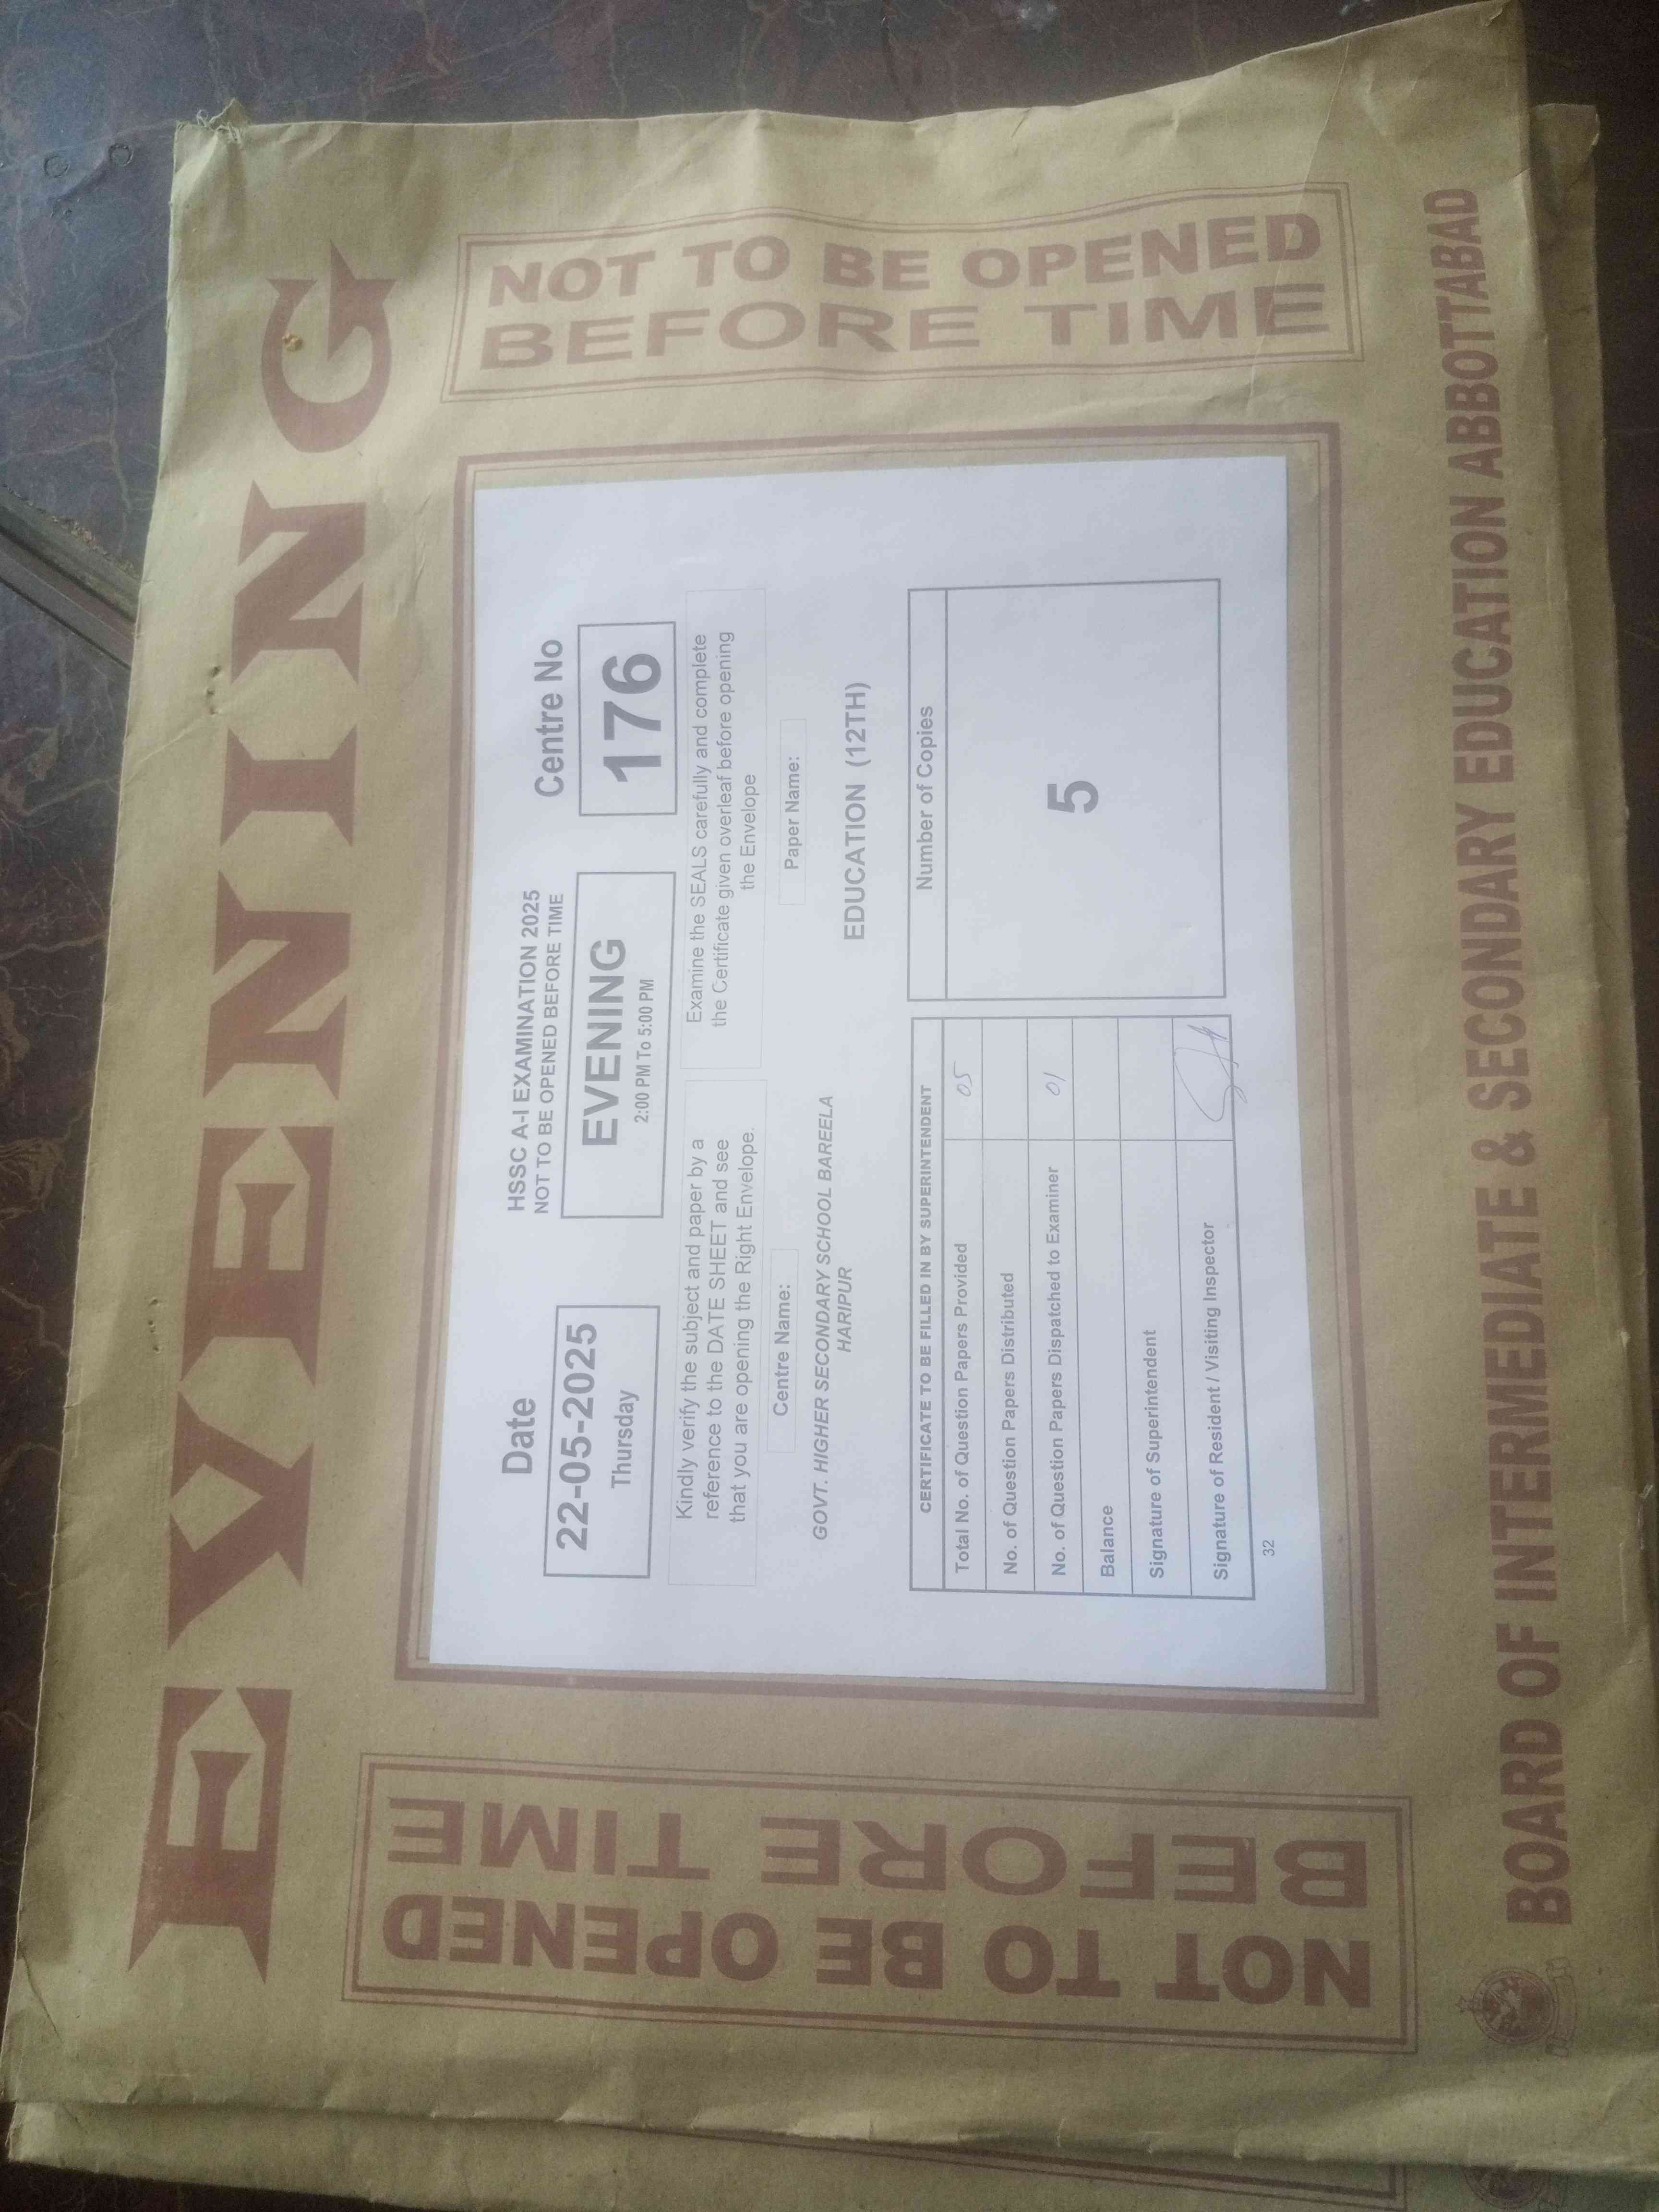 EVENING
NOT TO BE OPENED
BEFORE TIME
HSSC A-I EXAMINATION 2025
NOT TO BE OPENED BEFORE TIME
Date
22-05-2025
Thursday
EVENING
2:00 PM To 5:00 PM
Centre No
176
Kindly verify the subject and paper by a
reference to the DATE SHEET and see
that you are opening the Right Envelope.
Examine the SEALS carefully and complete
the Certificate given overleaf before opening
the Envelope
Centre Name:
GOVT. HIGHER SECONDARY SCHOOL BAREELA
HARIPUR
Paper Name:
EDUCATION (12TH)
CERTIFICATE TO BE FILLED IN BY SUPERINTENDENT
Total No. of Question Papers Provided 05
No. of Question Papers Distributed
No. of Question Papers Dispatched to Examiner 01
Balance
Signature of Superintendent
Signature of Resident / Visiting Inspector
Number of Copies
5
32
NOT TO BE OPENED
BEFORE TIME
BOARD OF INTERMEDIATE & SECONDARY EDUCATION ABBOTTABAD